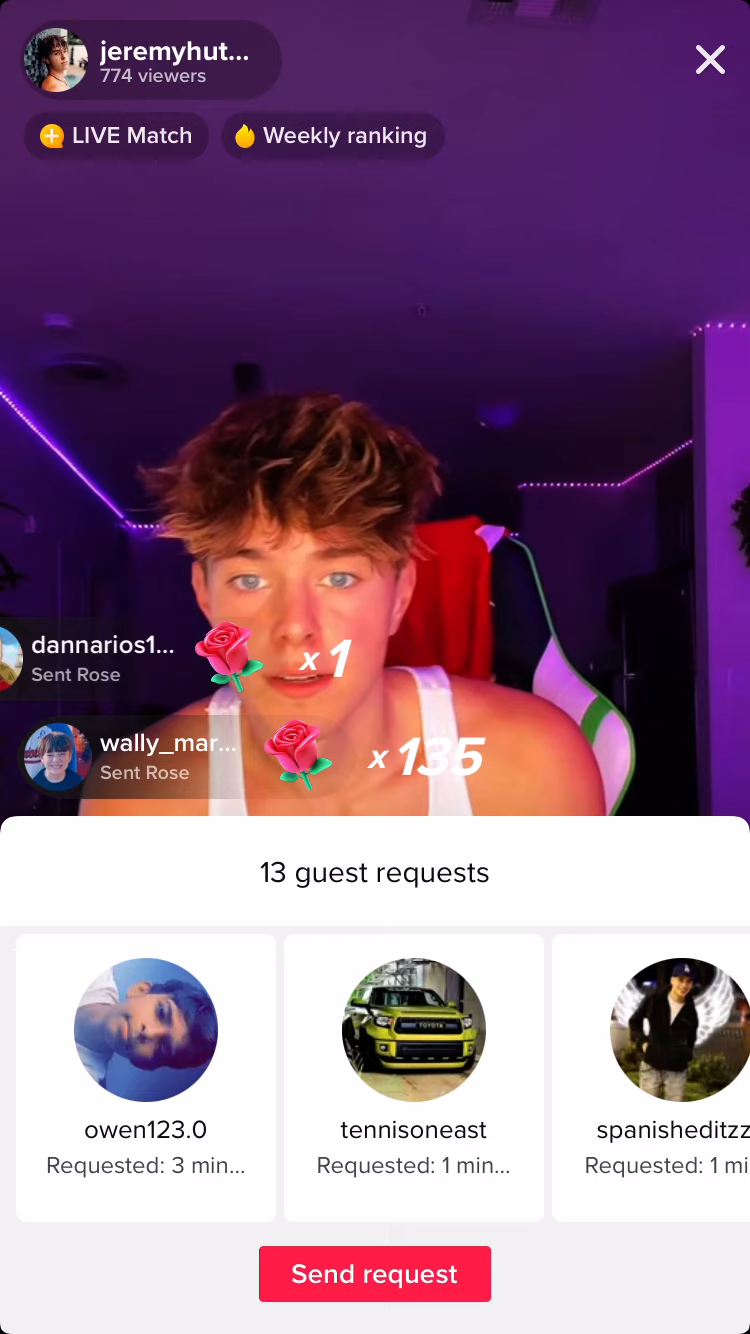 jeremyhut...
774 viewers
LIVE Match
Weekly ranking
dannarios1...
Sent Rose
x1
wally_mar...
Sent Rose
x135
13 guest requests
owen123.0
Requested: 3 min...
TOYOTA
tennisoneast
Requested: 1 min...
spanisheditzz
Requested: 1 mi
Send request